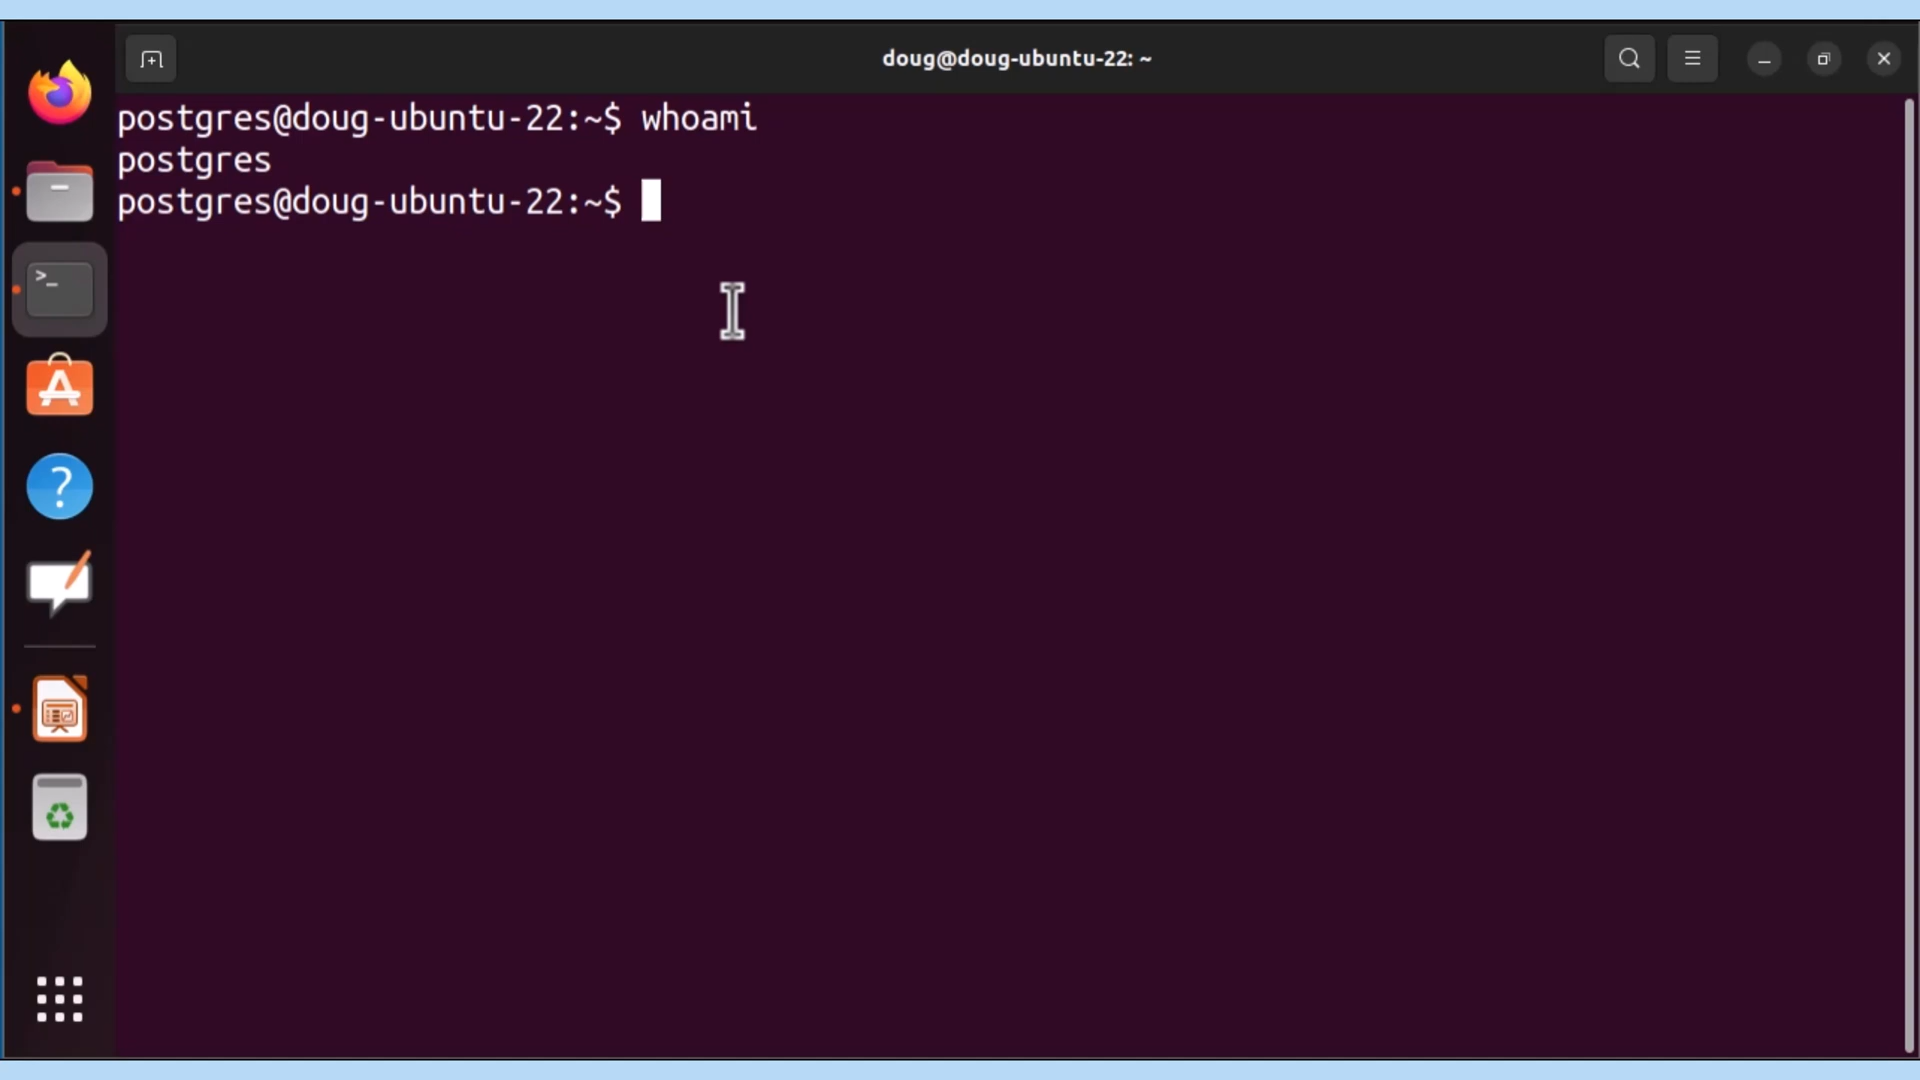 doug@doug-ubuntu-22: ~
postgres@doug-ubuntu-22:~$ whoami
postgres
postgres@doug-ubuntu-22:~$